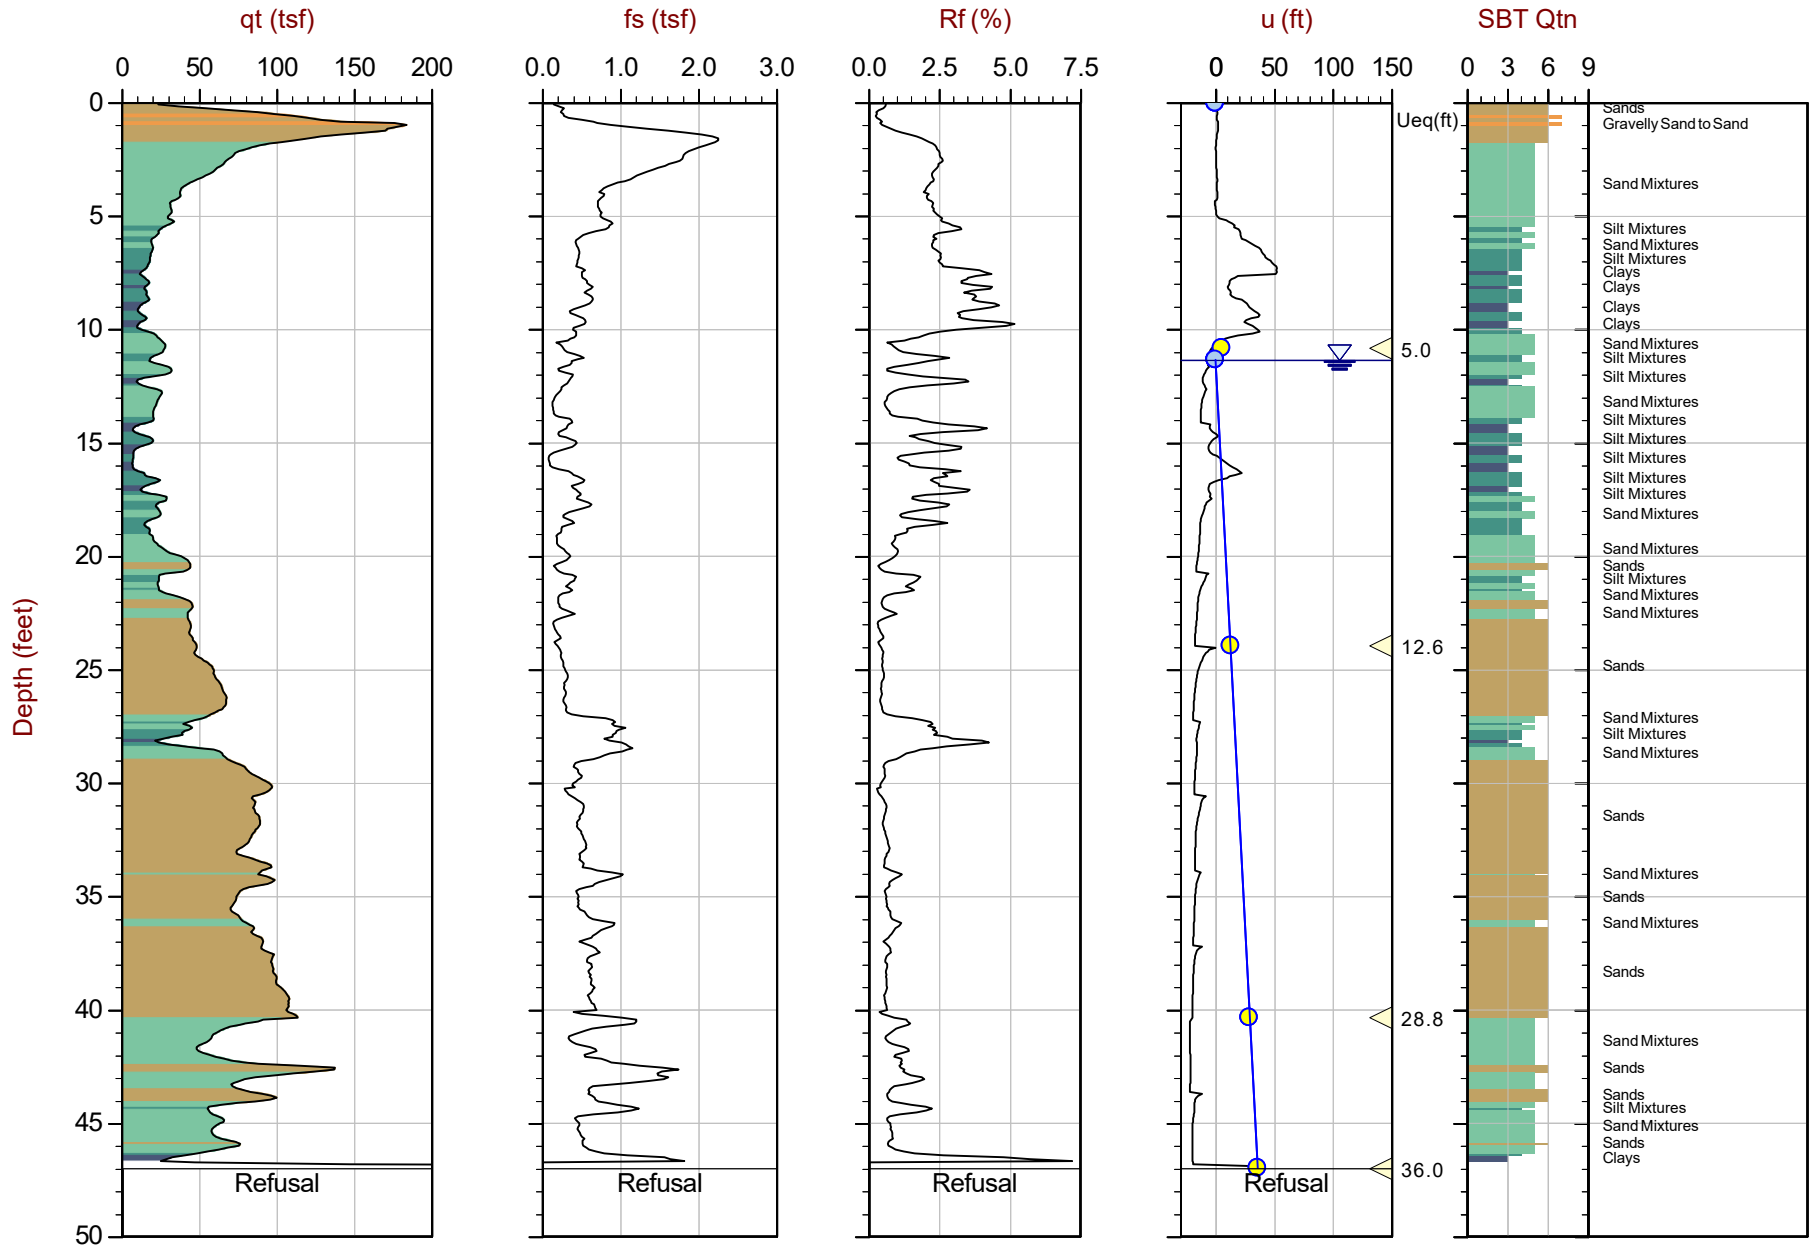 qt (tsf) fs (tsf) Rf (%) u (ft) SBT Qtn
0 50 100 150 200 0.0 1.0 2.0 3.0 0.0 2.5 5.0 7.5 0 50 100 150 0 3 6 9
Depth (feet)
0
5
10
15
20
25
30
35
40
45
50
Refusal Refusal Refusal Refusal
Ueq(ft)
5.0
12.6
28.8
36.0
Sands
Gravelly Sand to Sand
Sand Mixtures
Silt Mixtures
Sand Mixtures
Silt Mixtures
Clays
Clays
Clays
Clays
Sand Mixtures
Silt Mixtures
Silt Mixtures
Sand Mixtures
Silt Mixtures
Silt Mixtures
Silt Mixtures
Silt Mixtures
Silt Mixtures
Sand Mixtures
Sand Mixtures
Sands
Silt Mixtures
Sand Mixtures
Sand Mixtures
Sands
Sand Mixtures
Silt Mixtures
Sand Mixtures
Sands
Sand Mixtures
Sands
Sand Mixtures
Sands
Sand Mixtures
Sands
Sands
Silt Mixtures
Sand Mixtures
Sands
Clays